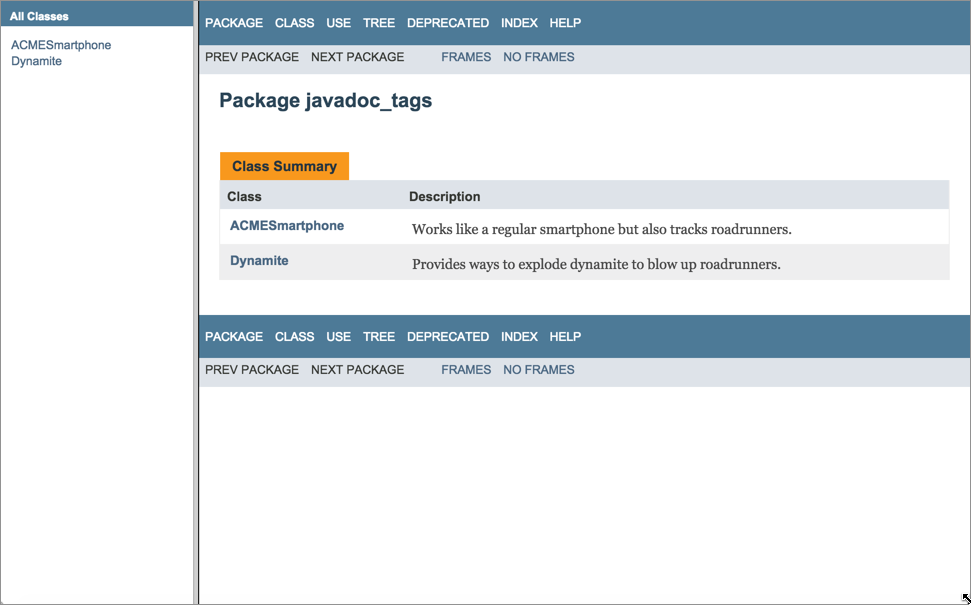 All Classes
ACMESmartphone
Dynamite
PACKAGE CLASS USE TREE DEPRECATED INDEX HELP
PREV PACKAGE NEXT PACKAGE FRAMES NO FRAMES
Package javadoc_tags
Class Summary
Class Description
ACMESmartphone Works like a regular smartphone but also tracks roadrunners.
Dynamite Provides ways to explode dynamite to blow up roadrunners.
PACKAGE CLASS USE TREE DEPRECATED INDEX HELP
PREV PACKAGE NEXT PACKAGE FRAMES NO FRAMES